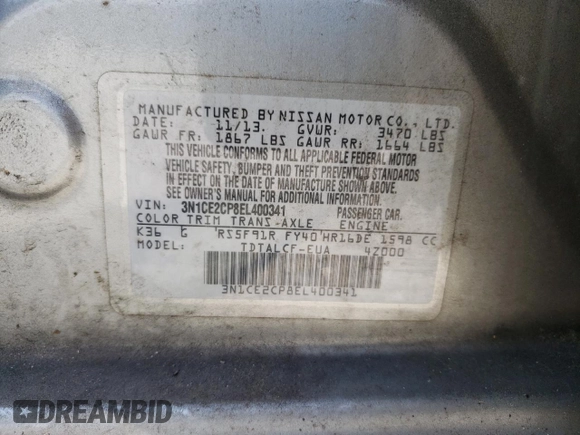 MANUFACTURED BY NISSAN MOTOR CO., LTD.
DATE: 11/13. GVWR: 3470 LBS
GAWR FR: 1867 LBS GAWR RR: 1664 LBS
THIS VEHICLE CONFORMS TO ALL APPLICABLE FEDERAL MOTOR
VEHICLE SAFETY, BUMPER AND THEFT PREVENTION STANDARDS
IN EFFECT ON THE DATE OF MANUFACTURE SHOWN ABOVE.
SEE OWNER'S MANUAL FOR ADDITIONAL INFORMATION.
VIN: 3N1CE2CP8EL400341 PASSENGER CAR.
COLOR TRIM TRANS-AXLE ENGINE
K36 G RS5F91R FY40 HR16DE 1598 CC
MODEL: TDTALCF-EUA 4Z000
3N1CE2CP8EL400341
DREAMBID